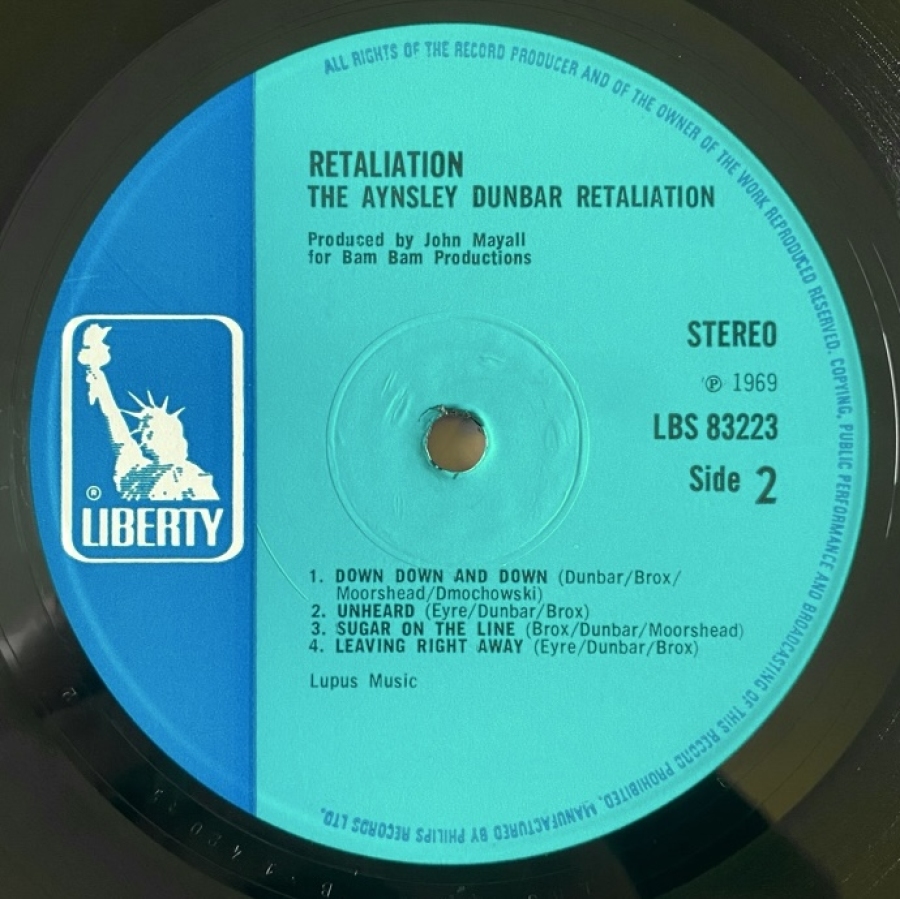 ALL RIGHTS OF THE RECORD PRODUCER AND OF THE OWNER OF THE WORK REPRODUCED RESERVED. COPYING, PUBLIC PERFORMANCE AND BROADCASTING OF THIS RECORD PROHIBITED. MANUFACTURED BY PHILIPS RECORDS LTD.
RETALIATION
THE AYNSLEY DUNBAR RETALIATION
Produced by John Mayall
for Bam Bam Productions
STEREO
℗ 1969
LBS 83223
Side 2
®
LIBERTY
1. DOWN DOWN AND DOWN (Dunbar/Brox/
Moorshead/Dmochowski)
2. UNHEARD (Eyre/Dunbar/Brox)
3. SUGAR ON THE LINE (Brox/Dunbar/Moorshead)
4. LEAVING RIGHT AWAY (Eyre/Dunbar/Brox)
Lupus Music